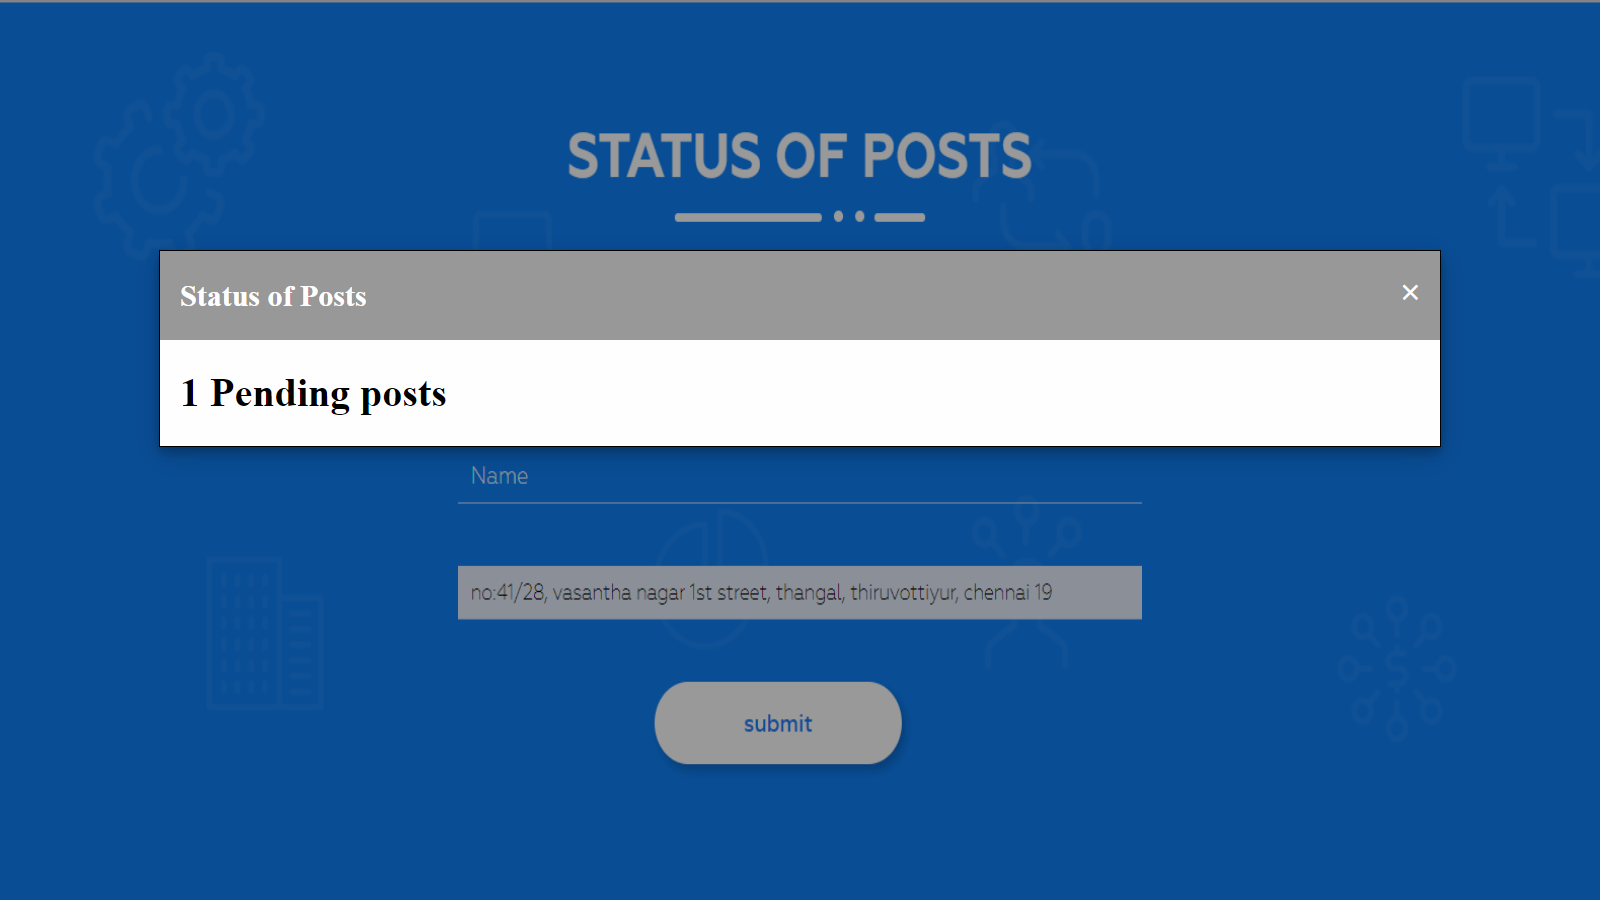 STATUS OF POSTS
Status of Posts
×
1 Pending posts
Name
no:41/28, vasantha nagar 1st street, thangal, thiruvottiyur, chennai 19
submit